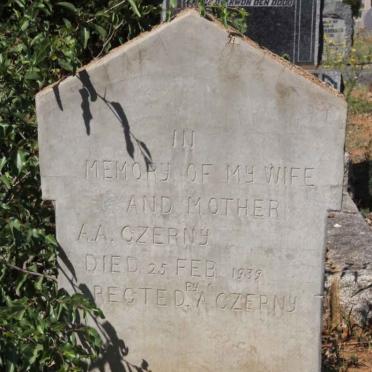 IN
MEMORY OF MY WIFE
AND MOTHER
A.A. CZERNY
DIED 25 FEB 1939
BY
ERECTED A CZERNY